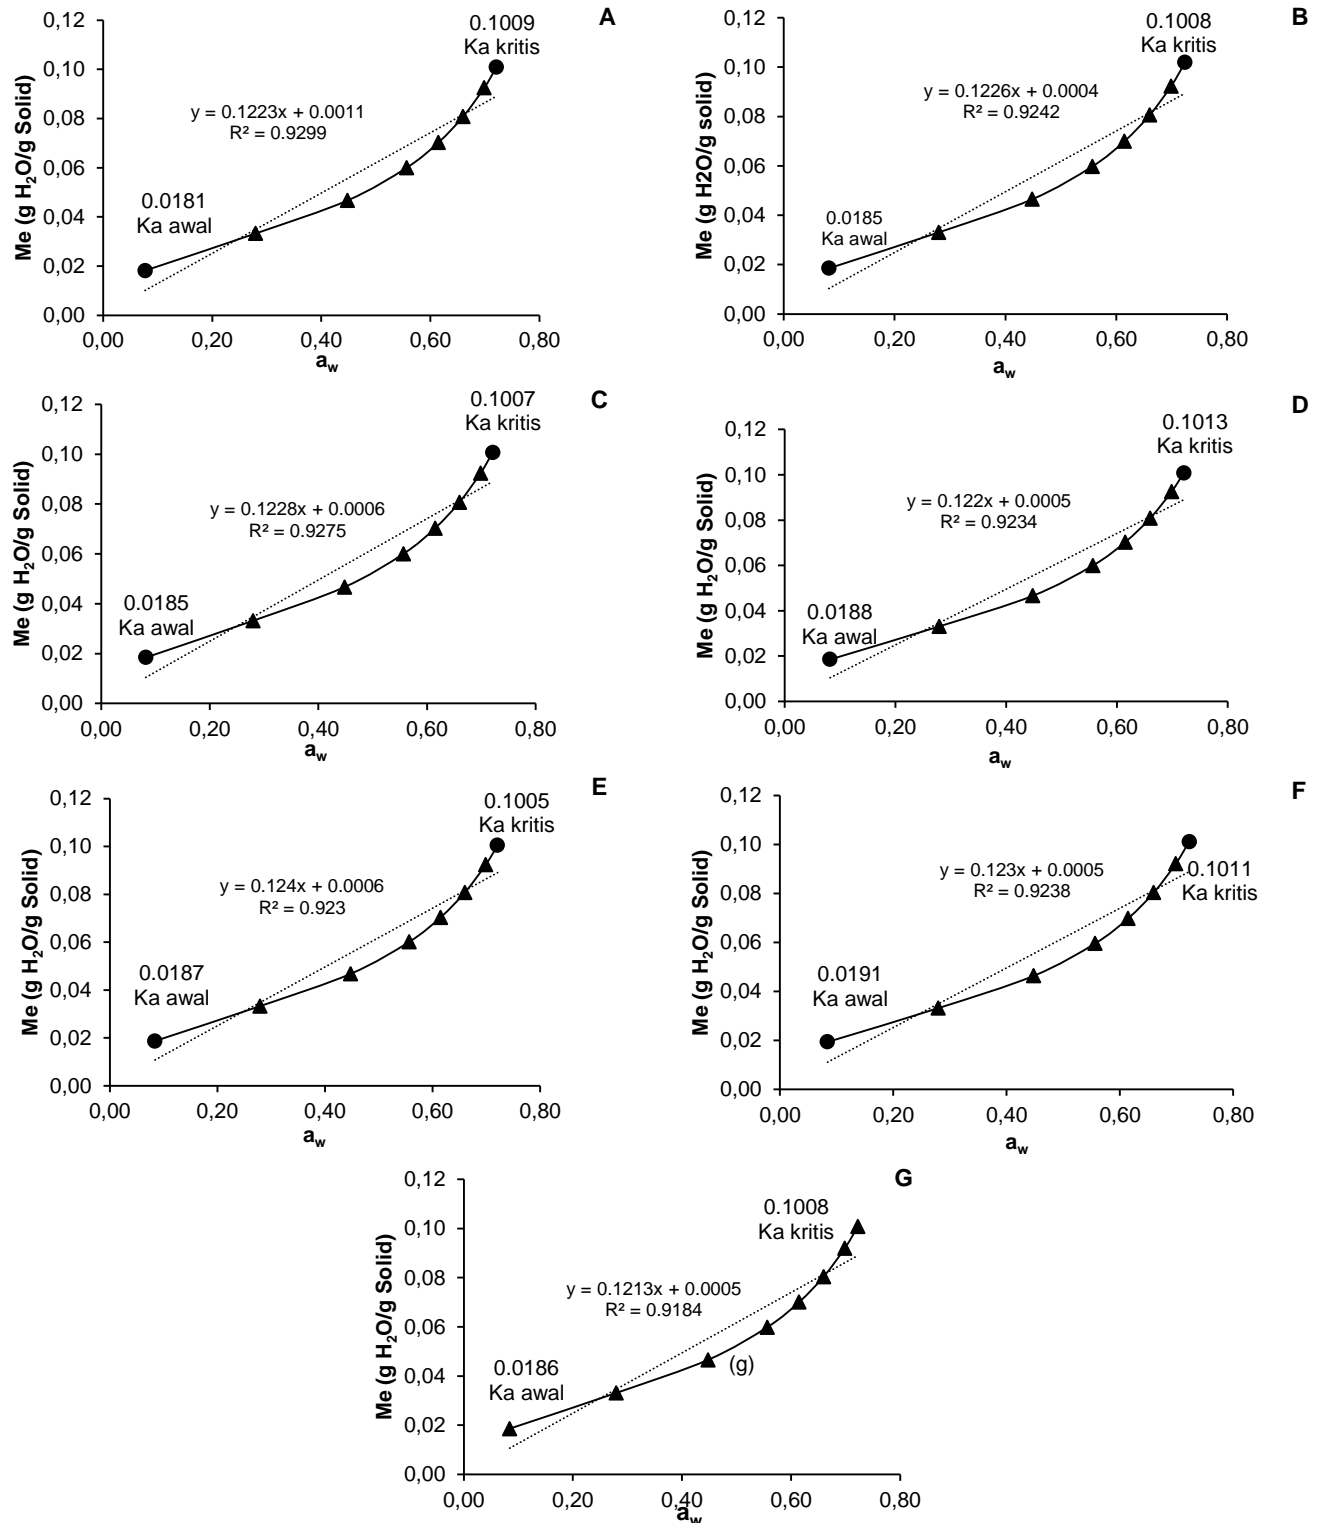 A
0,12
0,10
0,08
0,06
0,04
0,02
0,00
0,00 0,20 0,40 0,60 0,80
Me (g H₂O/g Solid)
a_w
0.1009
Ka kritis
y = 0.1223x + 0.0011
R² = 0.9299
0.0181
Ka awal
B
0,12
0,10
0,08
0,06
0,04
0,02
0,00
0,00 0,20 0,40 0,60 0,80
Me (g H2O/g solid)
a_w
0.1008
Ka kritis
y = 0.1226x + 0.0004
R² = 0.9242
0.0185
Ka awal
C
0,12
0,10
0,08
0,06
0,04
0,02
0,00
0,00 0,20 0,40 0,60 0,80
Me (g H₂O/g Solid)
a_w
0.1007
Ka kritis
y = 0.1228x + 0.0006
R² = 0.9275
0.0185
Ka awal
D
0,12
0,10
0,08
0,06
0,04
0,02
0,00
0,00 0,20 0,40 0,60 0,80
Me (g H₂O/g Solid)
a_w
0.1013
Ka kritis
y = 0.122x + 0.0005
R² = 0.9234
0.0188
Ka awal
E
0,12
0,10
0,08
0,06
0,04
0,02
0,00
0,00 0,20 0,40 0,60 0,80
Me (g H₂O/g Solid)
a_w
0.1005
Ka kritis
y = 0.124x + 0.0006
R² = 0.923
0.0187
Ka awal
F
0,12
0,10
0,08
0,06
0,04
0,02
0,00
0,00 0,20 0,40 0,60 0,80
Me (g H₂O/g Solid)
a_w
0.1011
Ka kritis
y = 0.123x + 0.0005
R² = 0.9238
0.0191
Ka awal
G
0,12
0,10
0,08
0,06
0,04
0,02
0,00
0,00 0,20 0,40 0,60 0,80
Me (g H₂O/g Solid)
a_w
0.1008
Ka kritis
y = 0.1213x + 0.0005
R² = 0.9184
(g)
0.0186
Ka awal